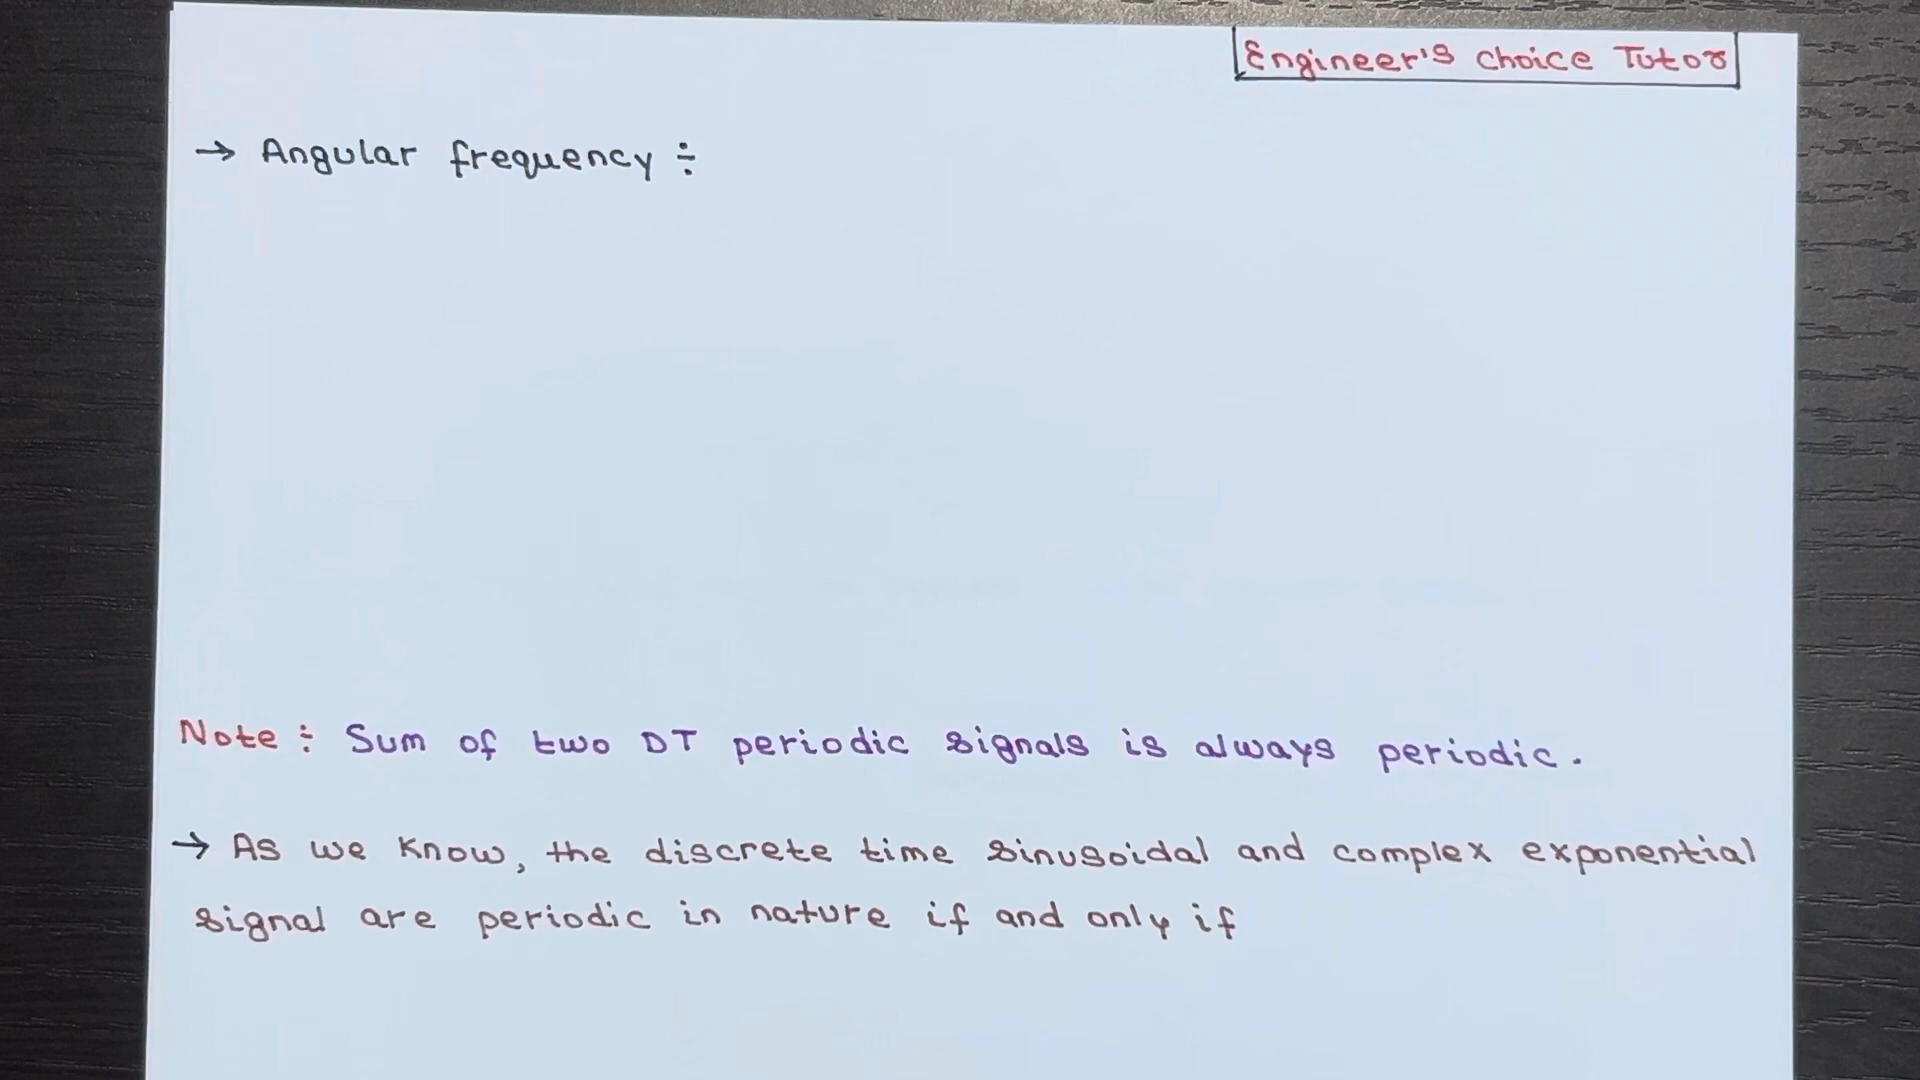 Engineer's Choice Tutor
→ Angular frequency ÷
Note ÷ Sum of two DT periodic signals is always periodic.
→ As we know, the discrete time sinusoidal and complex exponential
signal are periodic in nature if and only if